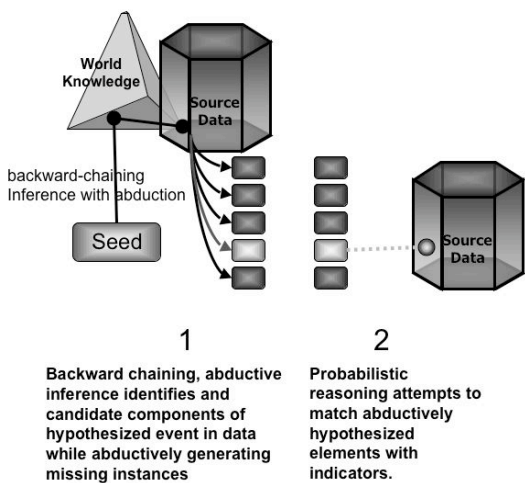 World
Knowledge
Source
Data
backward-chaining
Inference with abduction
Seed
Source
Data
1
Backward chaining, abductive
inference identifies and
candidate components of
hypothesized event in data
while abductively generating
missing instances
2
Probabilistic
reasoning attempts to
match abductively
hypothesized
elements with
indicators.